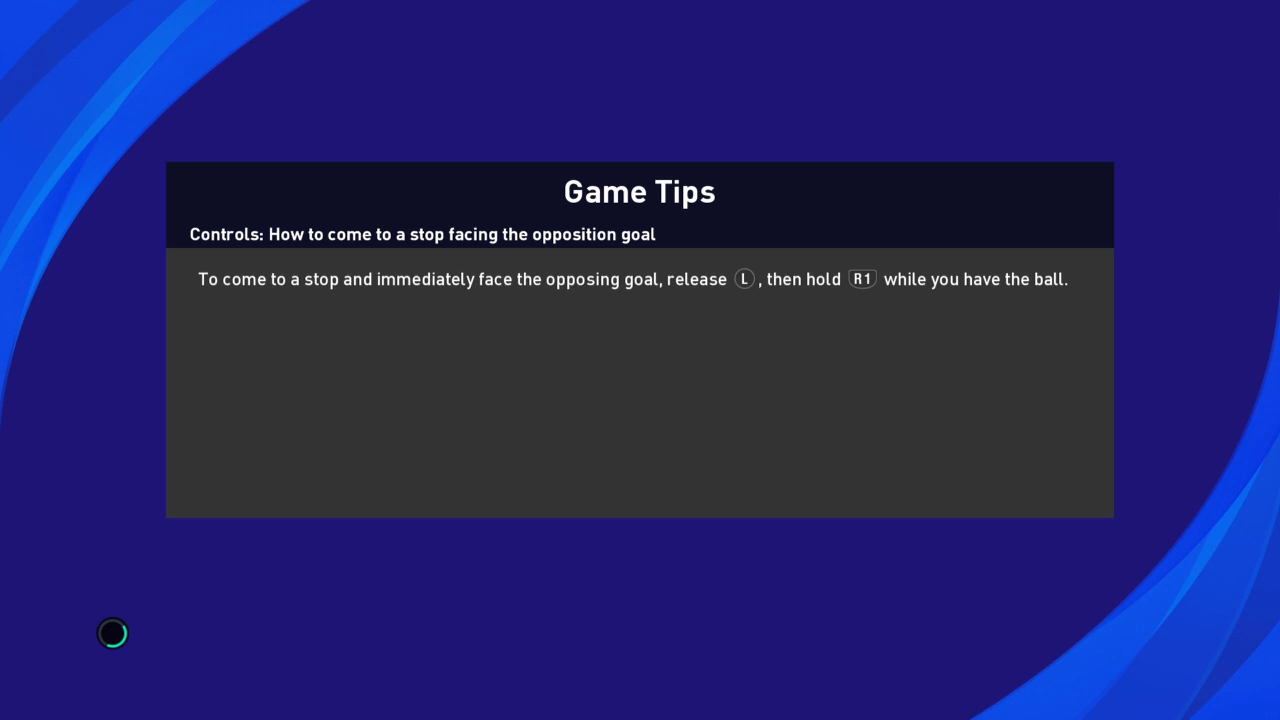 Game Tips
Controls: How to come to a stop facing the opposition goal
To come to a stop and immediately face the opposing goal, release L, then hold R1 while you have the ball.